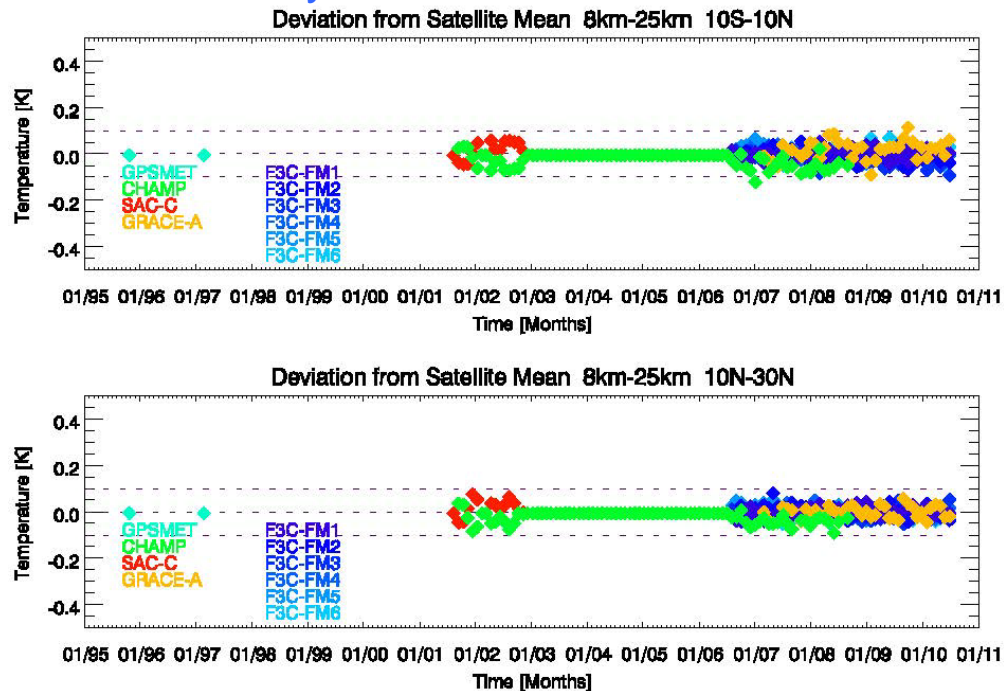 Deviation from Satellite Mean 8km-25km 10S-10N
Temperature [K]
0.4
0.2
0.0
-0.2
-0.4
GPSMET
CHAMP
SAC-C
GRACE-A
F3C-FM1
F3C-FM2
F3C-FM3
F3C-FM4
F3C-FM5
F3C-FM6
01/95 01/96 01/97 01/98 01/99 01/00 01/01 01/02 01/03 01/04 01/05 01/06 01/07 01/08 01/09 01/10 01/11
Time [Months]
Deviation from Satellite Mean 8km-25km 10N-30N
Temperature [K]
0.4
0.2
0.0
-0.2
-0.4
GPSMET
CHAMP
SAC-C
GRACE-A
F3C-FM1
F3C-FM2
F3C-FM3
F3C-FM4
F3C-FM5
F3C-FM6
01/95 01/96 01/97 01/98 01/99 01/00 01/01 01/02 01/03 01/04 01/05 01/06 01/07 01/08 01/09 01/10 01/11
Time [Months]